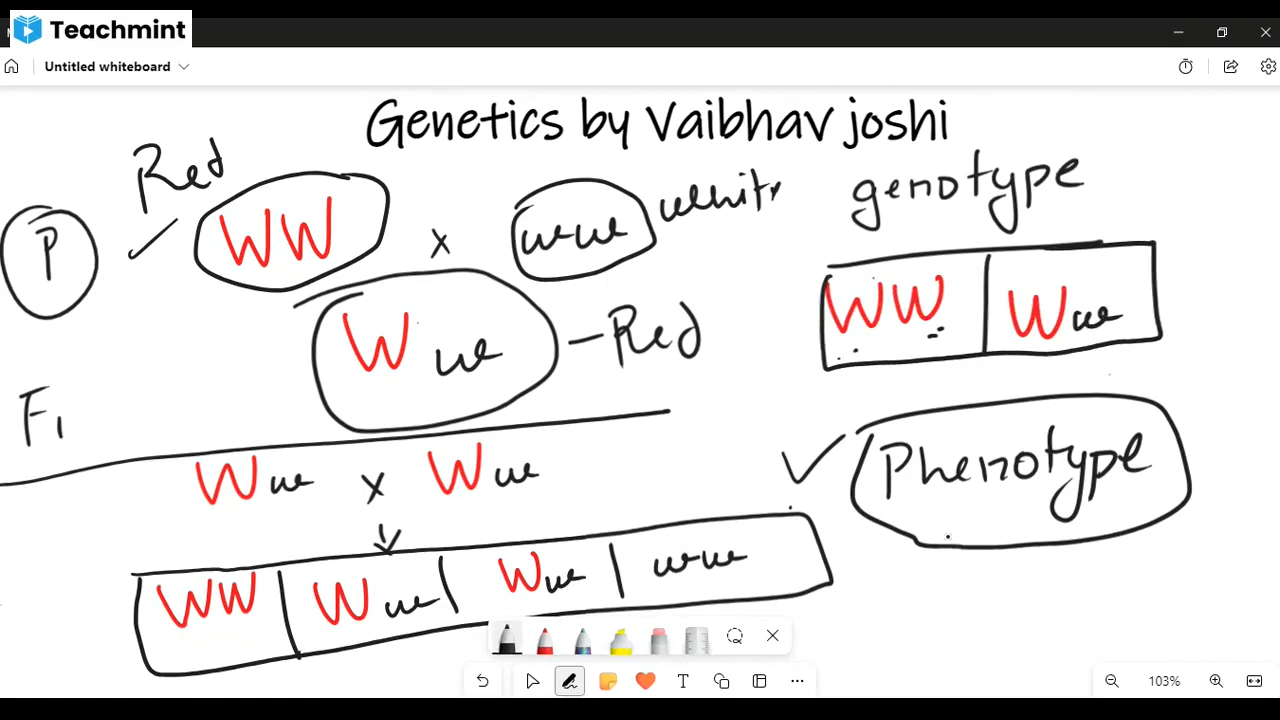 Teachmint
Untitled whiteboard
Genetics by Vaibhav joshi
Red
P WW x ww white
genotype
W w - Red
WW Ww
F1
Ww x Ww
Phenotype
WW Ww Ww ww
103%